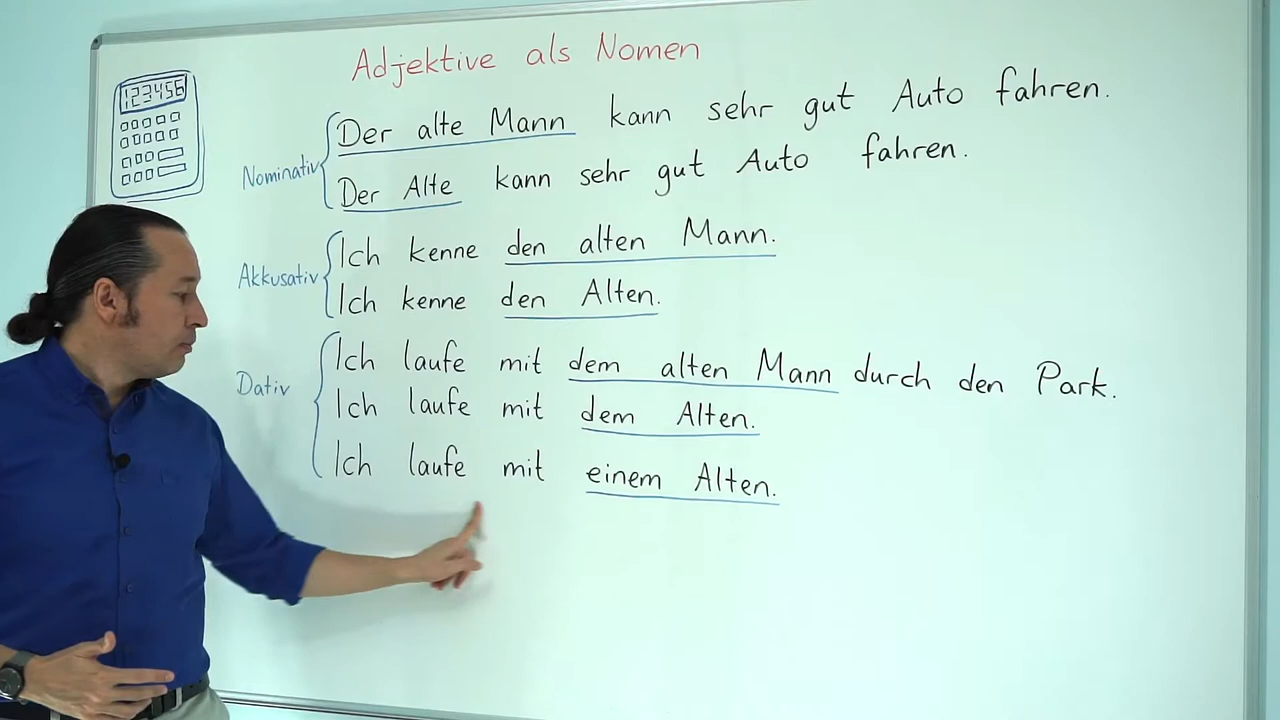 Adjektive als Nomen
123456
Nominativ
Der alte Mann kann sehr gut Auto fahren.
Der Alte kann sehr gut Auto fahren.
Akkusativ
Ich kenne den alten Mann.
Ich kenne den Alten.
Dativ
Ich laufe mit dem alten Mann durch den Park.
Ich laufe mit dem Alten.
Ich laufe mit einem Alten.